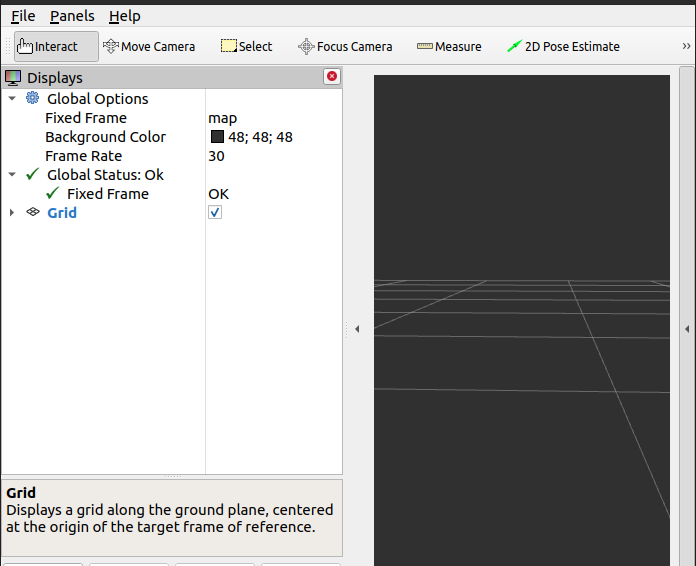 File Panels Help
Interact Move Camera Select Focus Camera Measure 2D Pose Estimate »
Displays
Global Options
Fixed Frame map
Background Color 48; 48; 48
Frame Rate 30
Global Status: Ok
Fixed Frame OK
Grid
Grid
Displays a grid along the ground plane, centered
at the origin of the target frame of reference.